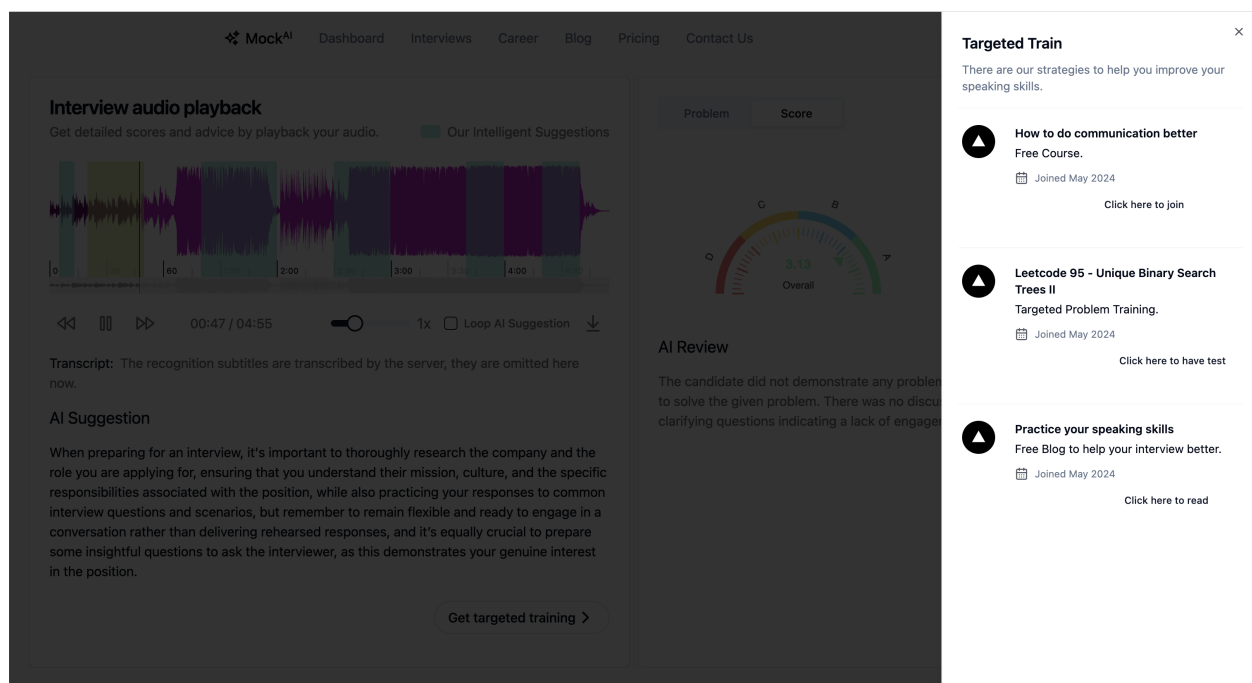 MockAI
Dashboard
Interviews
Career
Blog
Pricing
Contact Us
Interview audio playback
Get detailed scores and advice by playback your audio.
Our Intelligent Suggestions
0
60
2:00
3:00
4:00
00:47 / 04:55
1x
Loop AI Suggestion
Transcript: The recognition subtitles are transcribed by the server, they are omitted here
now.
AI Suggestion
When preparing for an interview, it's important to thoroughly research the company and the
role you are applying for, ensuring that you understand their mission, culture, and the specific
responsibilities associated with the position, while also practicing your responses to common
interview questions and scenarios, but remember to remain flexible and ready to engage in a
conversation rather than delivering rehearsed responses, and it's equally crucial to prepare
some insightful questions to ask the interviewer, as this demonstrates your genuine interest
in the position.
Get targeted training
Problem
Score
D
C
B
A
3.13
Overall
AI Review
The candidate did not demonstrate any problem
to solve the given problem. There was no discu
clarifying questions indicating a lack of engage
Targeted Train
There are our strategies to help you improve your
speaking skills.
How to do communication better
Free Course.
Joined May 2024
Click here to join
Leetcode 95 - Unique Binary Search
Trees II
Targeted Problem Training.
Joined May 2024
Click here to have test
Practice your speaking skills
Free Blog to help your interview better.
Joined May 2024
Click here to read